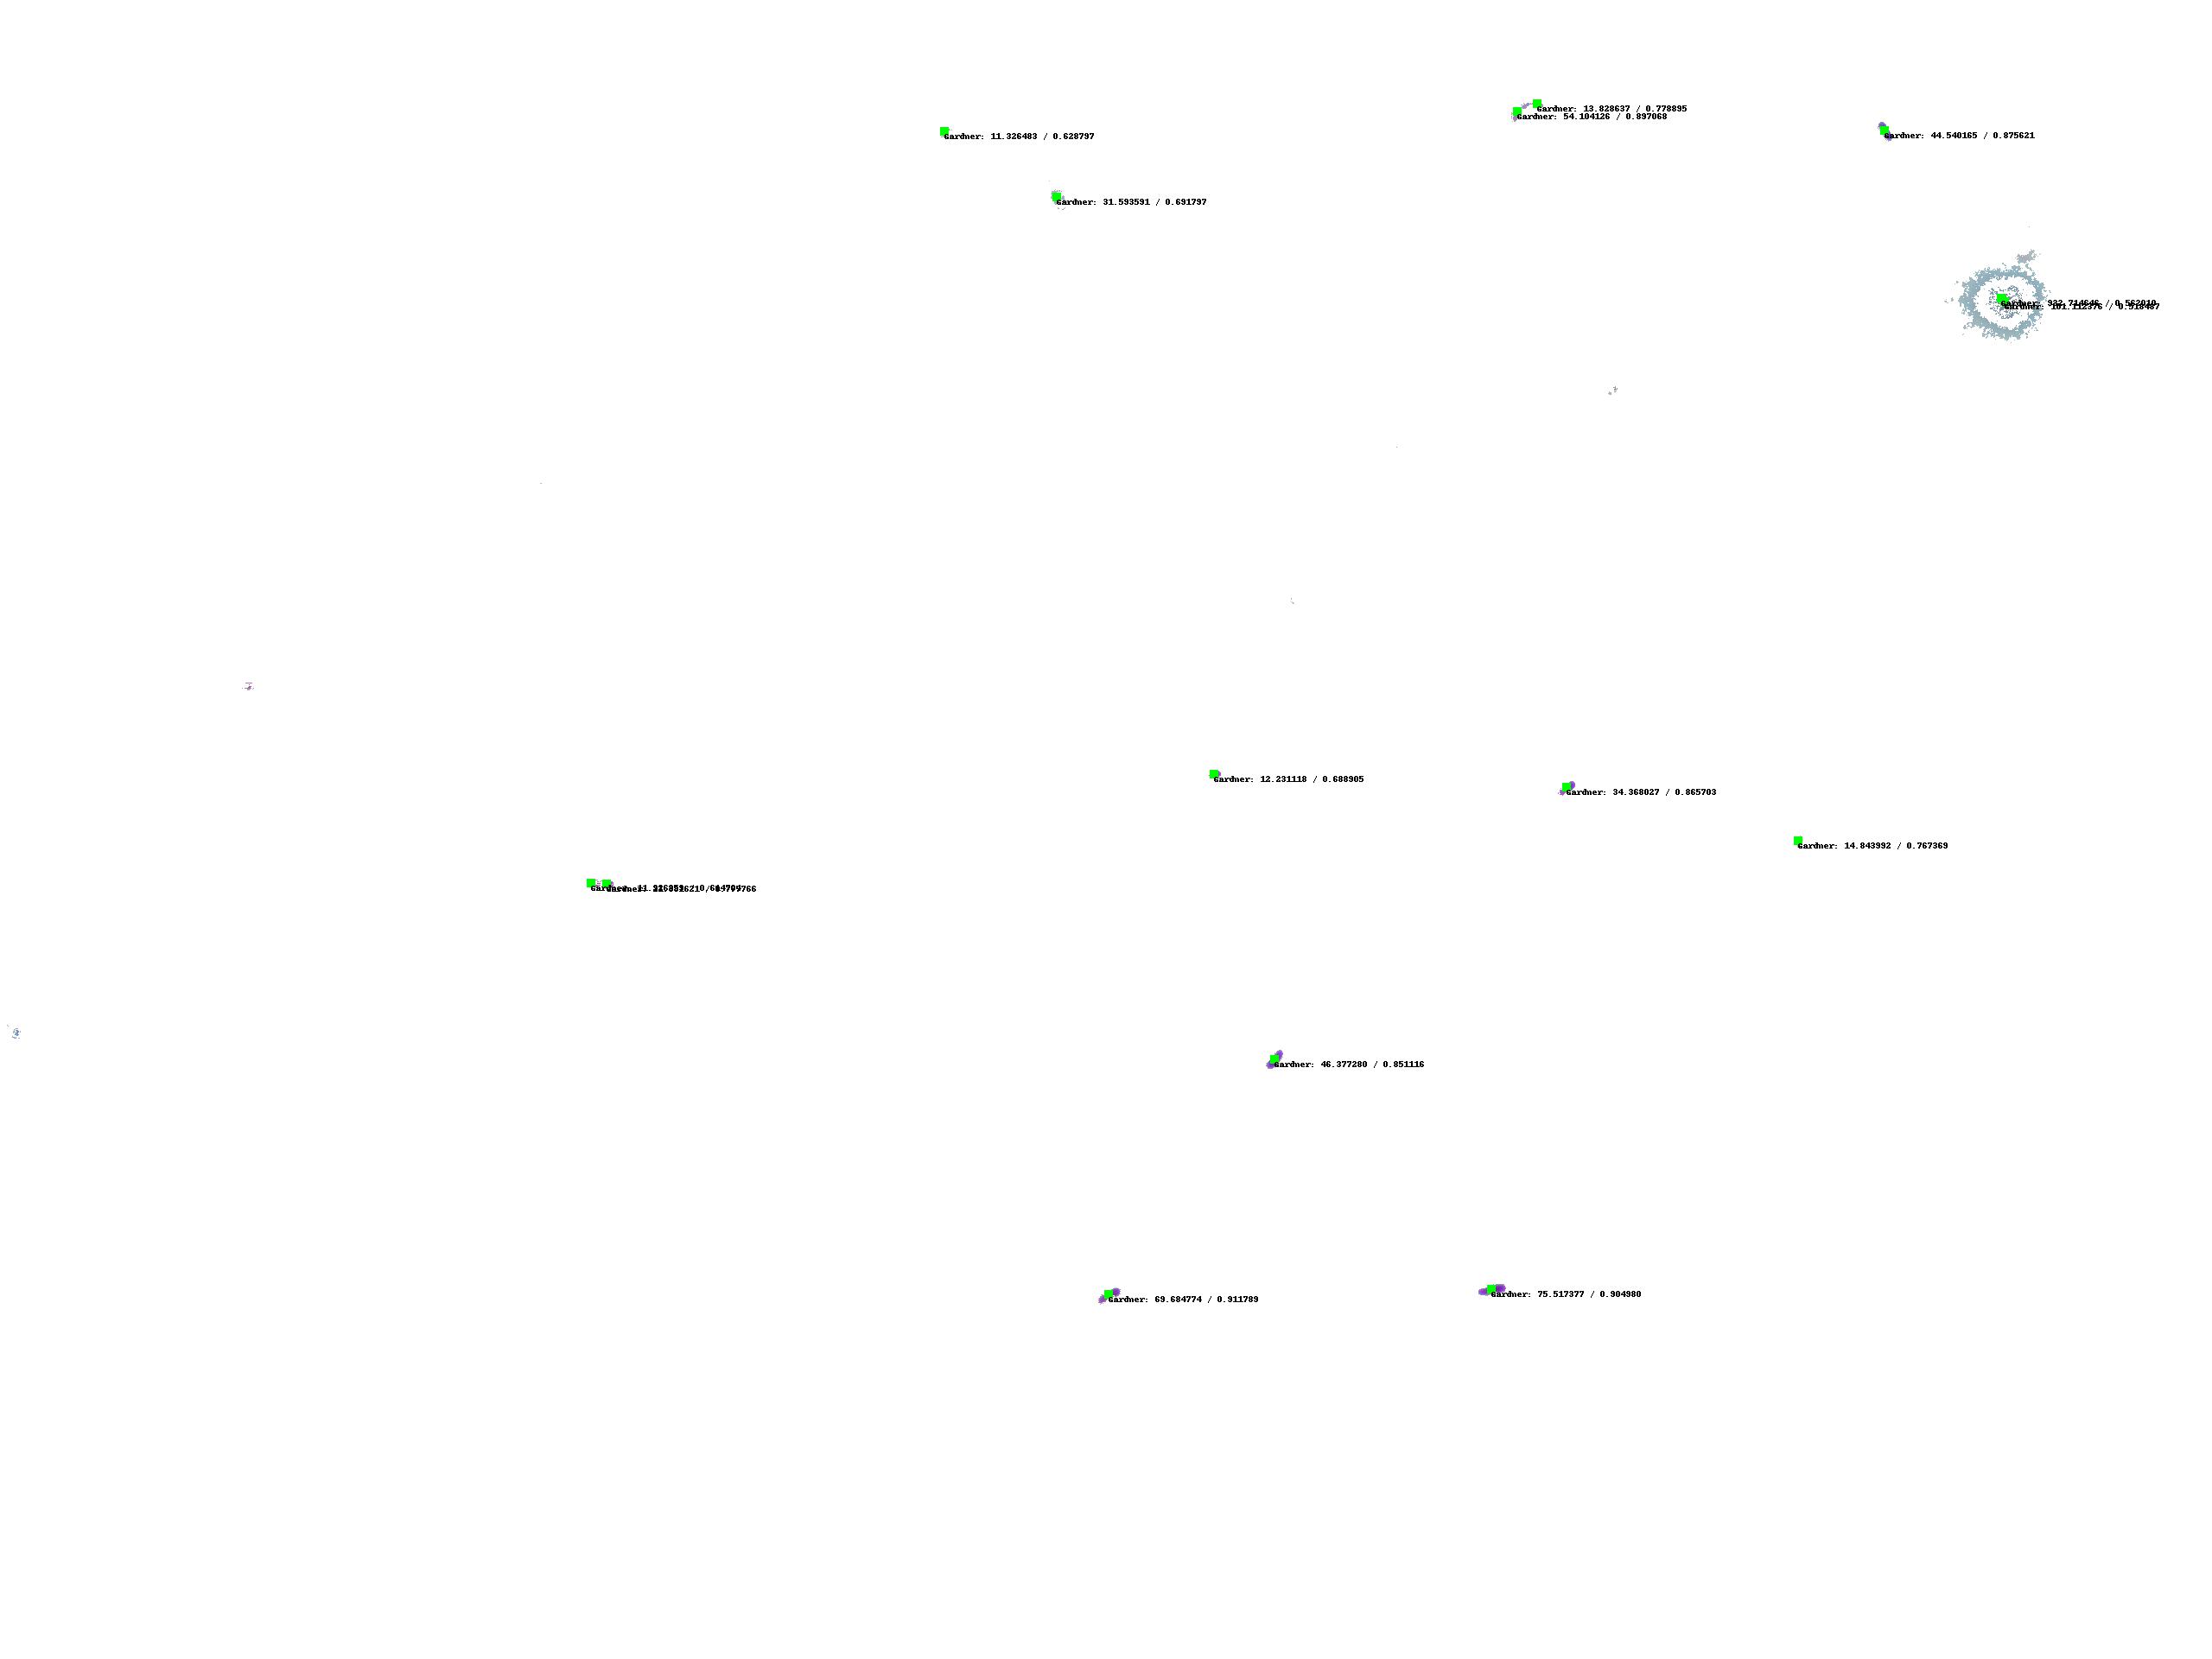 Gardner: 13.828637 / 0.778895
Gardner: 54.104126 / 0.897068
Gardner: 11.326483 / 0.628797
Gardner: 44.540165 / 0.875621
Gardner: 31.593591 / 0.691797
Gardner: 12.231118 / 0.688905
Gardner: 34.368027 / 0.865703
Gardner: 14.843992 / 0.767369
Gardner: 46.377280 / 0.851116
Gardner: 75.517377 / 0.904980
Gardner: 69.684774 / 0.911789